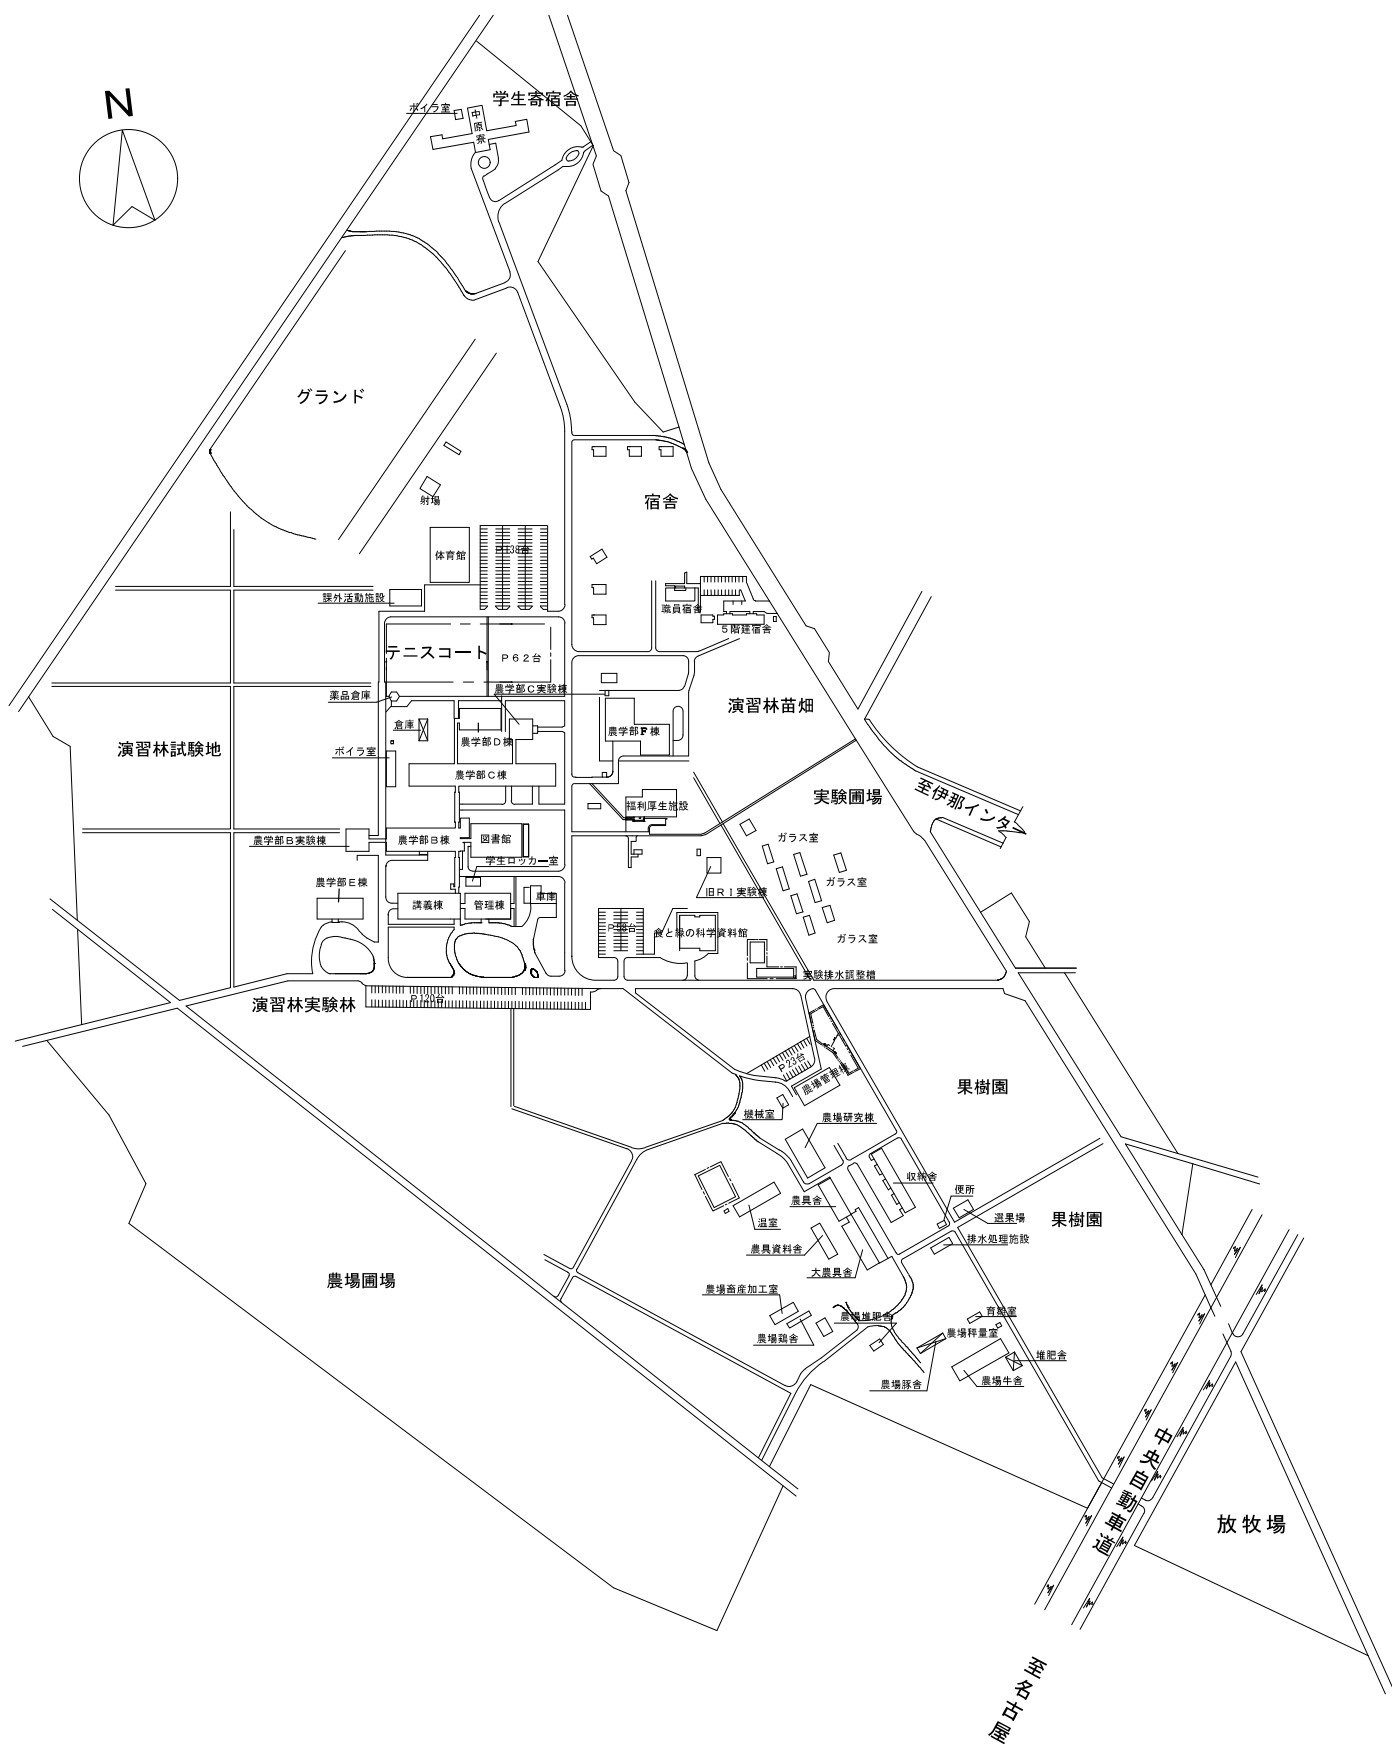 N
学生寄宿舎
ボイラ室
中原寮
グランド
射場
宿舎
体育館
P138台
課外活動施設
職員宿舎
5階建宿舎
テニスコート
P62台
農学部C実験棟
薬品倉庫
演習林苗畑
倉庫
農学部D棟
農学部F棟
演習林試験地
ボイラ室
農学部C棟
至伊那インター
実験圃場
福利厚生施設
農学部B実験棟
農学部B棟
図書館
ガラス室
学生ロッカー室
農学部E棟
旧RI実験棟
ガラス室
講義棟
管理棟
車庫
食と緑の科学資料館
ガラス室
実験排水調整槽
演習林実験林
P120台
P23台
農場管理棟
果樹園
機械室
農場研究棟
収納舎
農具舎
便所
温室
選果場
果樹園
農具資料舎
排水処理施設
大農具舎
農場圃場
農場畜産加工室
農場堆肥舎
育雛室
農場鶏舎
農場秤量室
堆肥舎
農場豚舎
農場牛舎
中央自動車道
放牧場
至名古屋